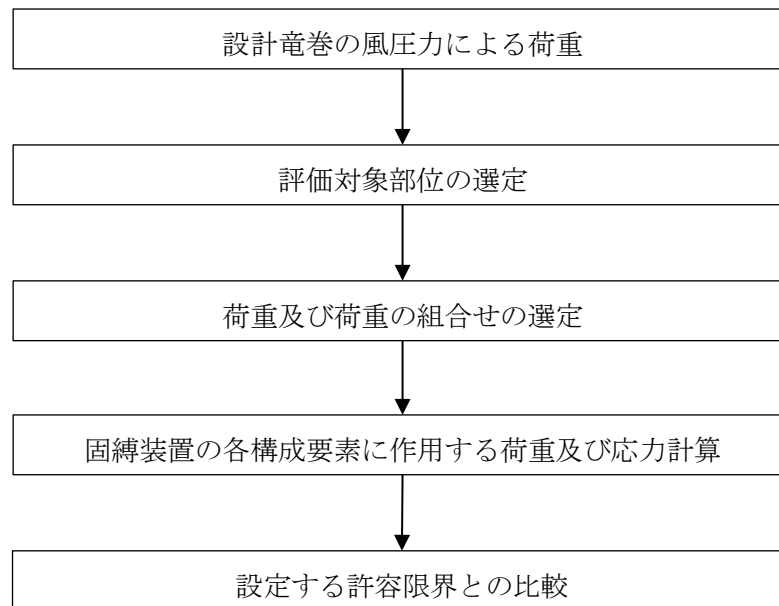 設計竜巻の風圧力による荷重
評価対象部位の選定
荷重及び荷重の組合せの選定
固縛装置の各構成要素に作用する荷重及び応力計算
設定する許容限界との比較